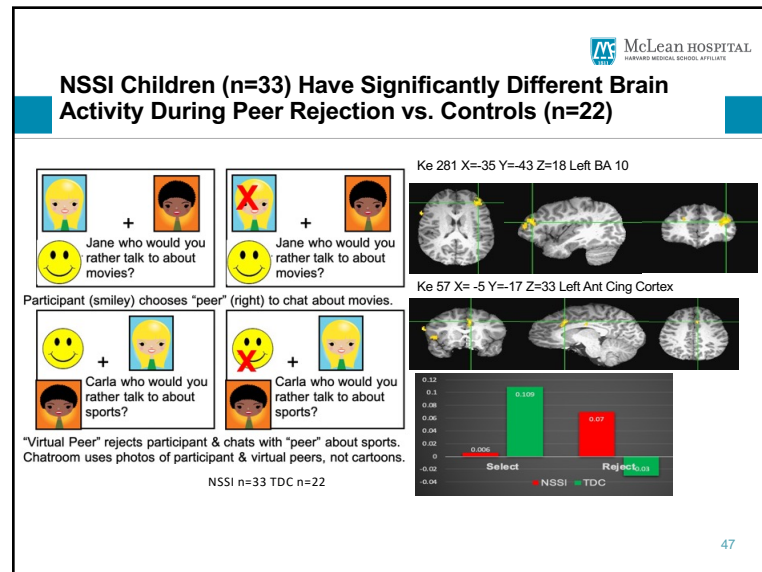 McLean HOSPITAL
HARVARD MEDICAL SCHOOL AFFILIATE
NSSI Children (n=33) Have Significantly Different Brain
Activity During Peer Rejection vs. Controls (n=22)
+
Jane who would you
rather talk to about
movies?
X
+
Jane who would you
rather talk to about
movies?
Participant (smiley) chooses “peer” (right) to chat about movies.
+
Carla who would you
rather talk to about
sports?
X
+
Carla who would you
rather talk to about
sports?
“Virtual Peer” rejects participant & chats with “peer” about sports.
Chatroom uses photos of participant & virtual peers, not cartoons.
NSSI n=33 TDC n=22
Ke 281 X=-35 Y=-43 Z=18 Left BA 10
Ke 57 X= -5 Y=-17 Z=33 Left Ant Cing Cortex
0.12
0.1
0.08
0.06
0.04
0.02
0
-0.02
-0.04
0.006
0.109
0.07
Select
Reject
NSSI
TDC
47